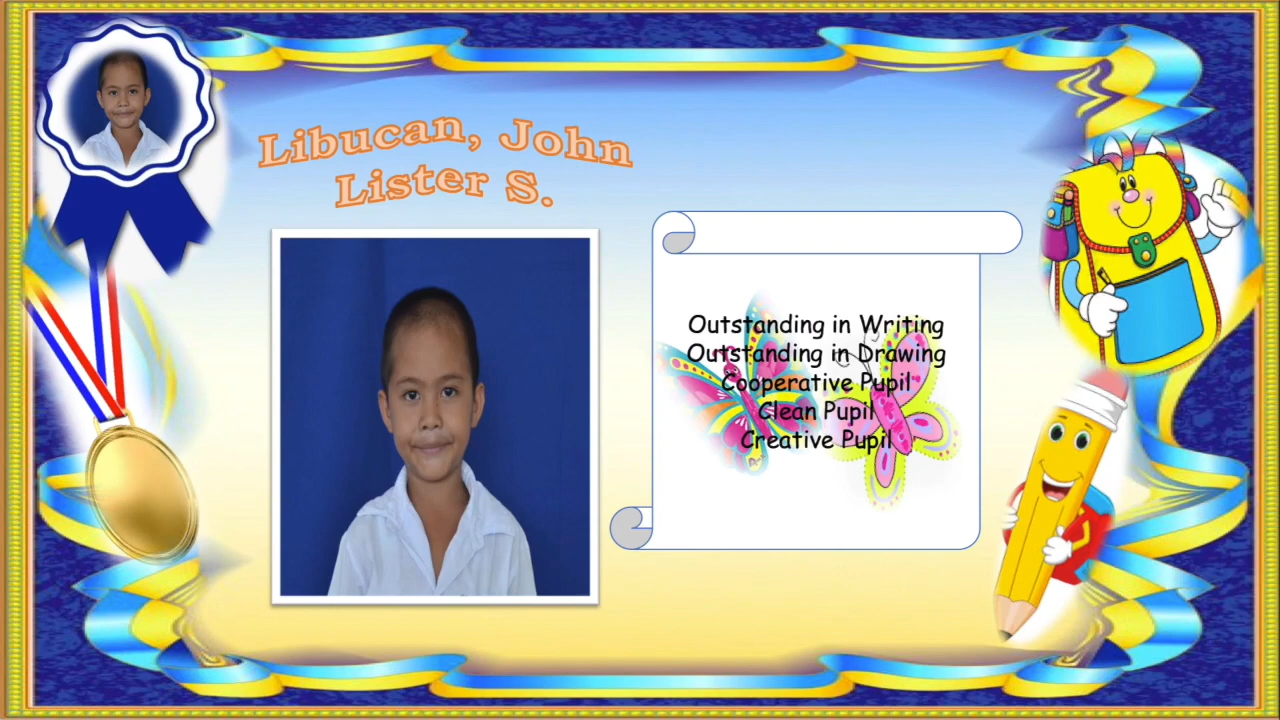 Libucan, John
Lister S.
Outstanding in Writing
Outstanding in Drawing
Cooperative Pupil
Clean Pupil
Creative Pupil